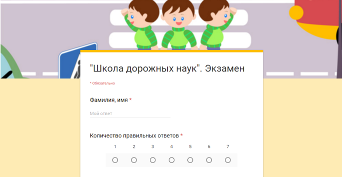 "Школа дорожных наук". Экзамен
* Обязательно
Фамилия, имя *
Мой ответ
Количество правильных ответов *
1 2 3 4 5 6 7